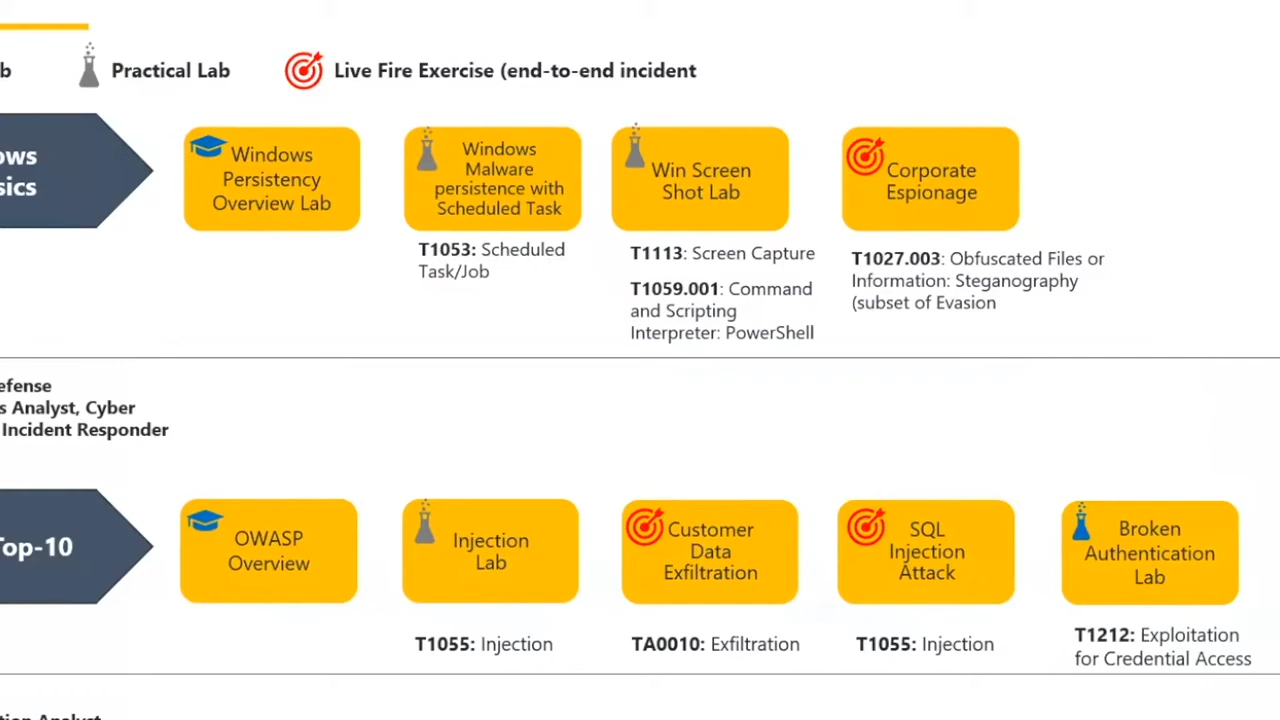 b
Practical Lab
Live Fire Exercise (end-to-end incident
ows
sics
Windows
Persistency
Overview Lab
Windows
Malware
persistence with
Scheduled Task
Win Screen
Shot Lab
Corporate
Espionage
T1053: Scheduled
Task/Job
T1113: Screen Capture
T1059.001: Command
and Scripting
Interpreter: PowerShell
T1027.003: Obfuscated Files or
Information: Steganography
(subset of Evasion
efense
s Analyst, Cyber
Incident Responder
Top-10
OWASP
Overview
Injection
Lab
Customer
Data
Exfiltration
SQL
Injection
Attack
Broken
Authentication
Lab
T1055: Injection
TA0010: Exfiltration
T1055: Injection
T1212: Exploitation
for Credential Access
tion Analyst